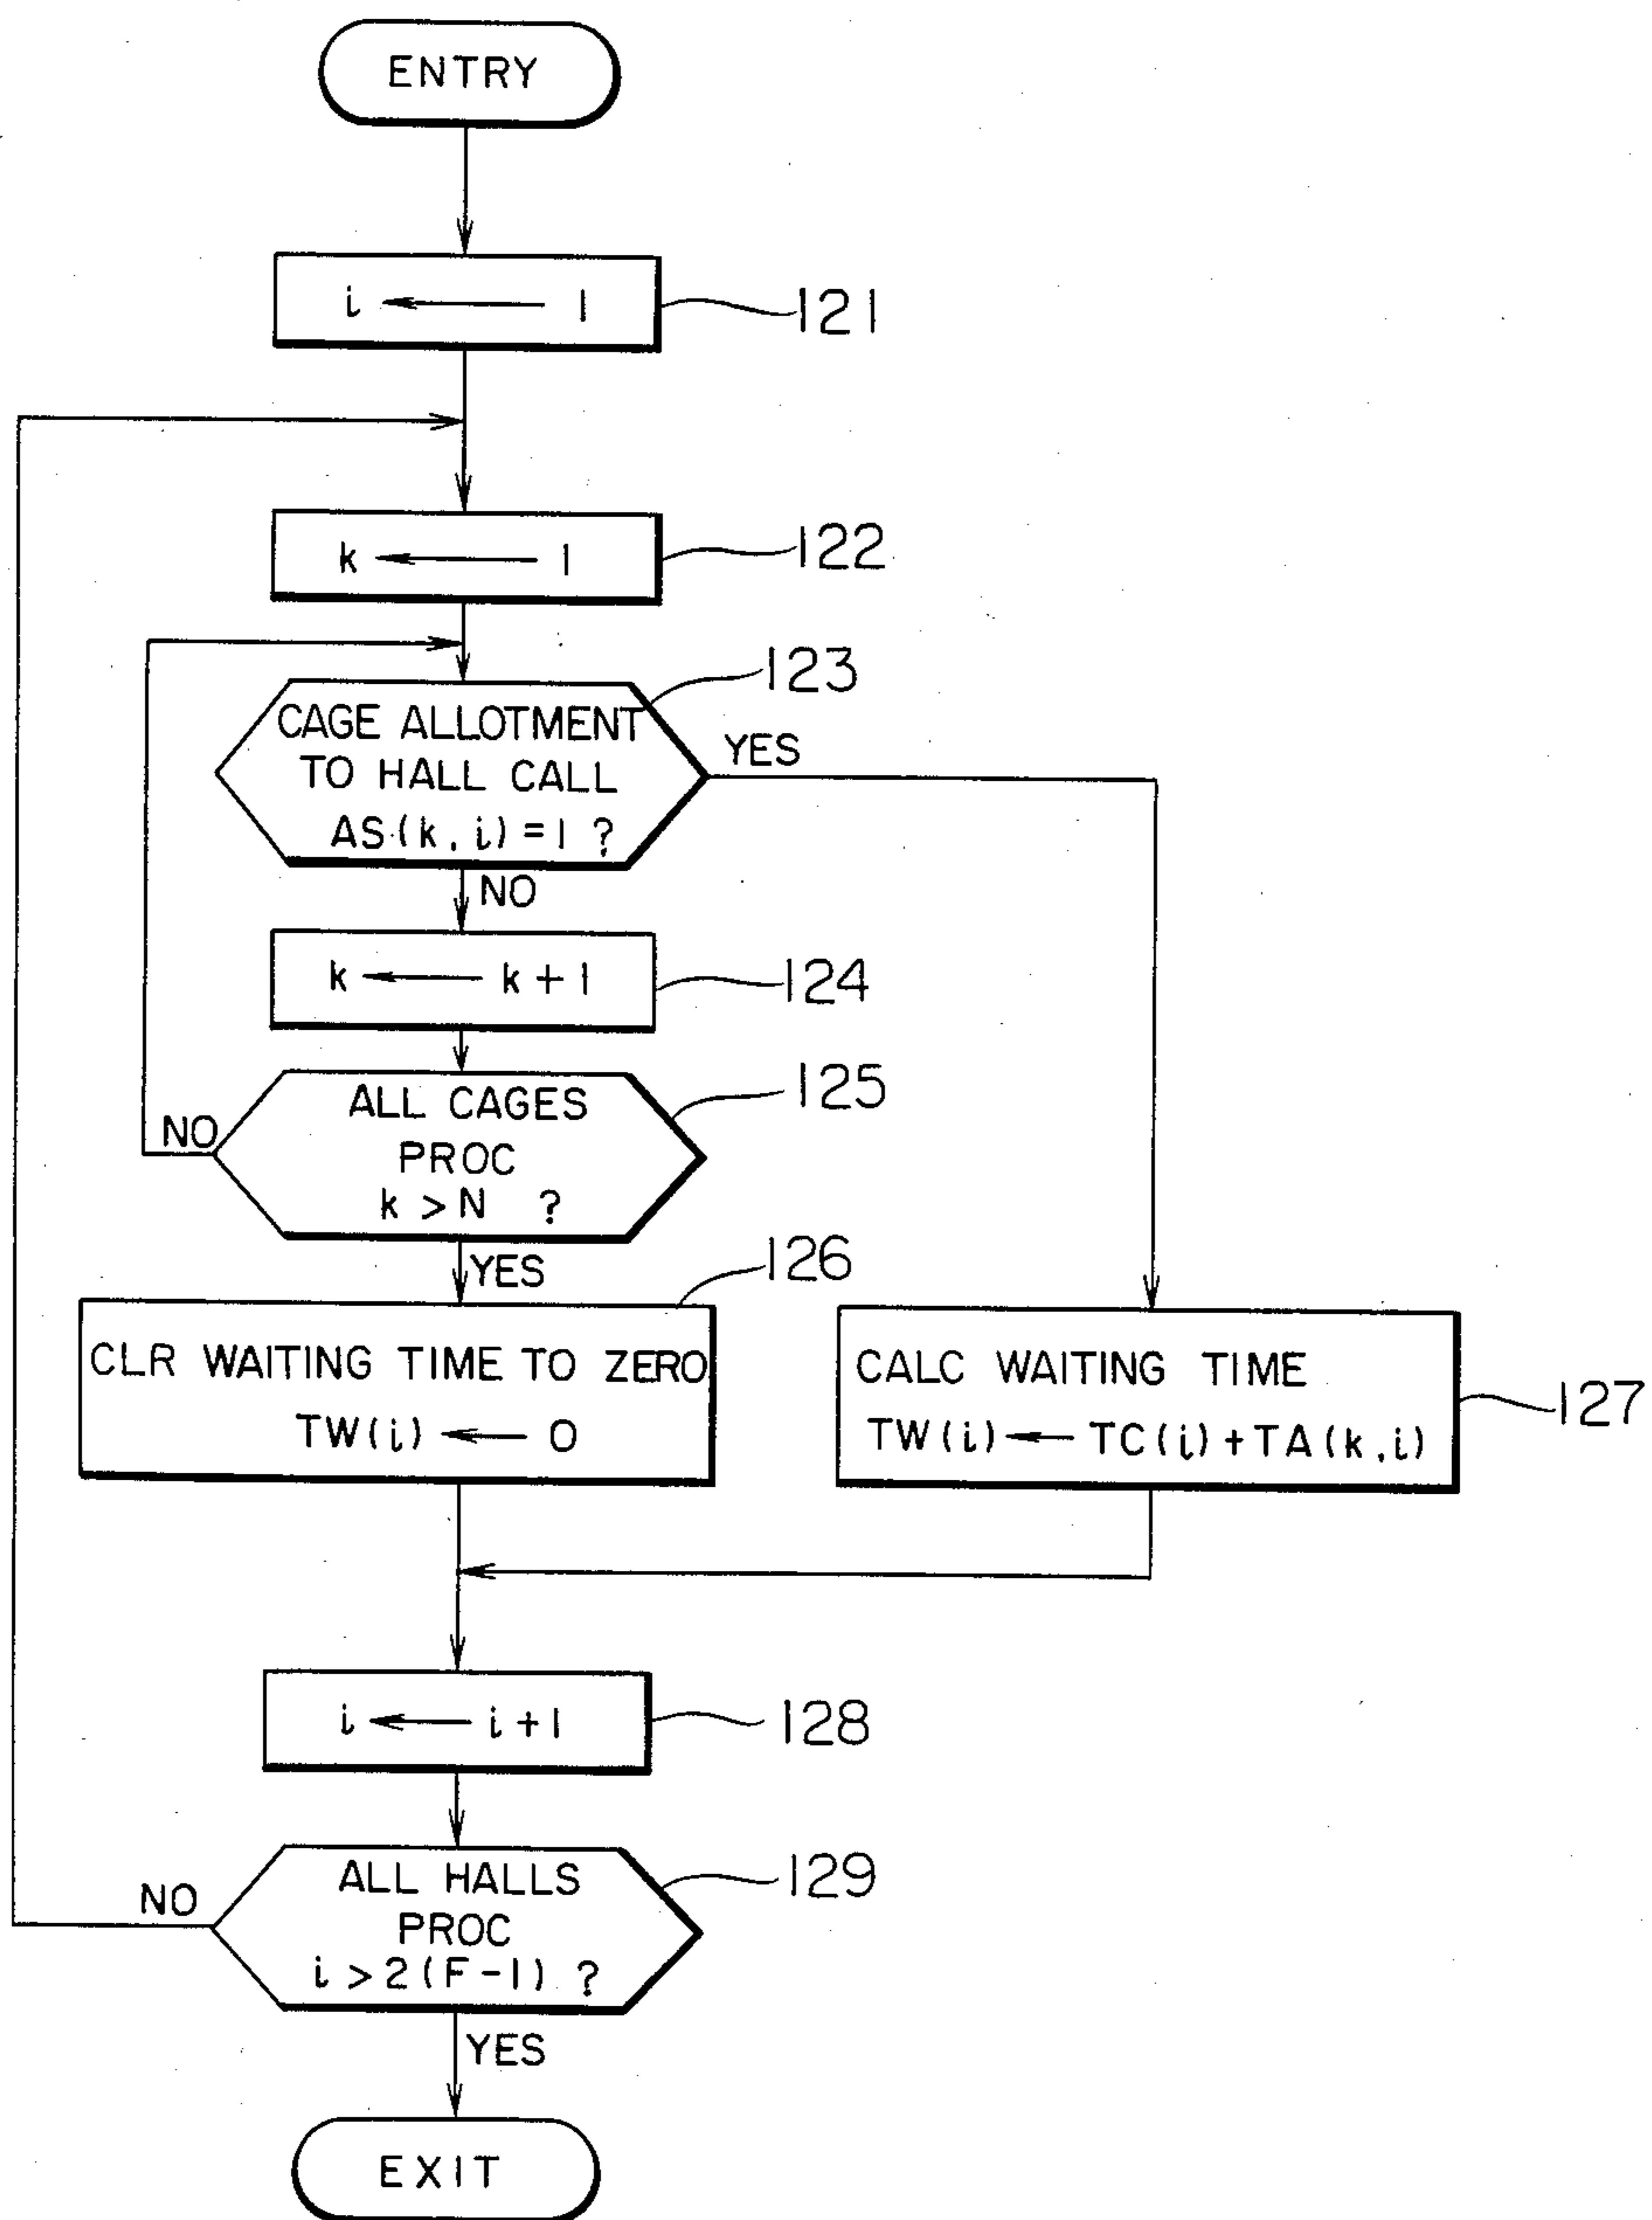 ENTRY
i ← 1
121
k ← 1
122
123
CAGE ALLOTMENT
TO HALL CALL
AS(k, i) = 1 ?
YES
NO
k ← k + 1
124
125
ALL CAGES
PROC
k > N ?
NO
YES
126
CLR WAITING TIME TO ZERO
TW(i) ← 0
CALC WAITING TIME
TW(i) ← TC(i) + TA(k, i)
127
i ← i + 1
128
129
ALL HALLS
PROC
i > 2(F - 1) ?
NO
YES
EXIT